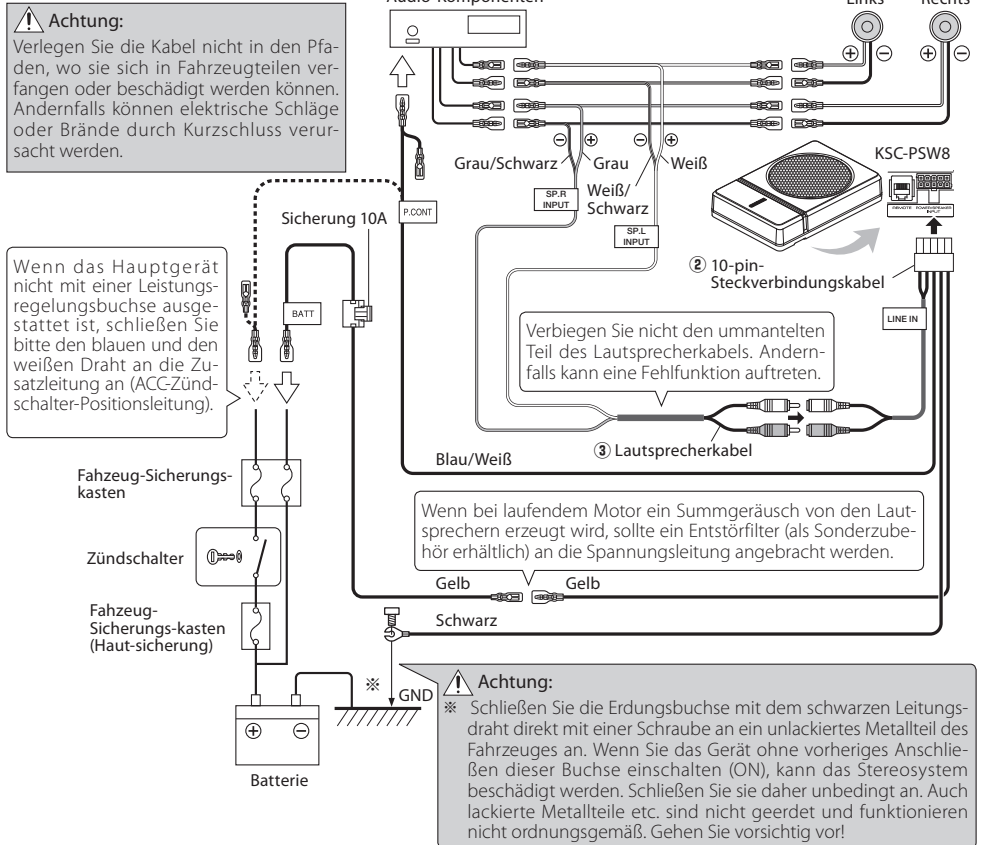 Audio-Komponenten
Links
Rechts
Achtung:
Verlegen Sie die Kabel nicht in den Pfa-
den, wo sie sich in Fahrzeugteilen ver-
fangen oder beschädigt werden können.
Andernfalls können elektrische Schläge
oder Brände durch Kurzschluss verur-
sacht werden.
⊕ ⊖
⊕ ⊖
⊖ ⊕
⊖ ⊕
Grau/Schwarz
Grau
Weiß/
Schwarz
Weiß
KSC-PSW8
REMOTE
POWER/SPEAKER
INPUT
SP.R
INPUT
SP.L
INPUT
P.CONT
Sicherung 10A
BATT
② 10-pin-
Steckverbindungskabel
LINE IN
Wenn das Hauptgerät
nicht mit einer Leistungs-
regelungsbuchse ausge-
stattet ist, schließen Sie
bitte den blauen und den
weißen Draht an die Zu-
satzleitung an (ACC-Zünd-
schalter-Positionsleitung).
Verbiegen Sie nicht den ummantelten
Teil des Lautsprecherkabels. Andern-
falls kann eine Fehlfunktion auftreten.
③ Lautsprecherkabel
Blau/Weiß
Fahzeug-Sicherungs-
kasten
Wenn bei laufendem Motor ein Summgeräusch von den Laut-
sprechern erzeugt wird, sollte ein Entstörfilter (als Sonderzube-
hör erhältlich) an die Spannungsleitung angebracht werden.
Zündschalter
Gelb
Gelb
Fahzeug-
Sicherungs-kasten
(Haut-sicherung)
Schwarz
※
GND
⊕ ⊖
Batterie
Achtung:
※ Schließen Sie die Erdungsbuchse mit dem schwarzen Leitungs-
draht direkt mit einer Schraube an ein unlackiertes Metallteil des
Fahrzeuges an. Wenn Sie das Gerät ohne vorheriges Anschlie-
ßen dieser Buchse einschalten (ON), kann das Stereosystem
beschädigt werden. Schließen Sie sie daher unbedingt an. Auch
lackierte Metallteile etc. sind nicht geerdet und funktionieren
nicht ordnungsgemäß. Gehen Sie vorsichtig vor!